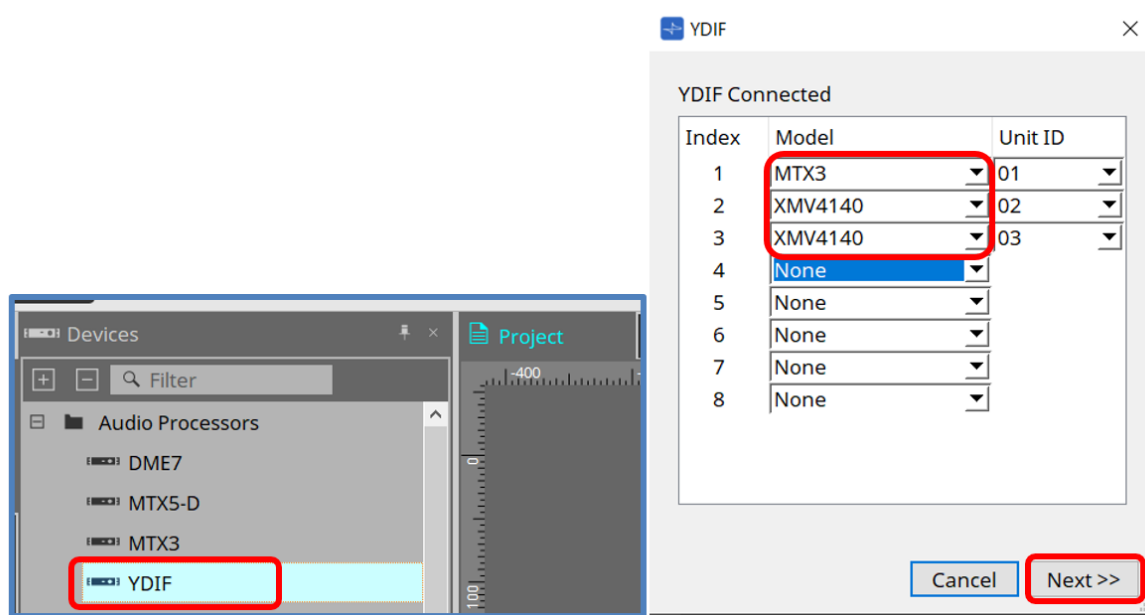 Devices
Filter
Audio Processors
DME7
MTX5-D
MTX3
YDIF
Project
-400
0
100
YDIF
YDIF Connected
Index Model Unit ID
1 MTX3 01
2 XMV4140 02
3 XMV4140 03
4 None
5 None
6 None
7 None
8 None
Cancel Next >>